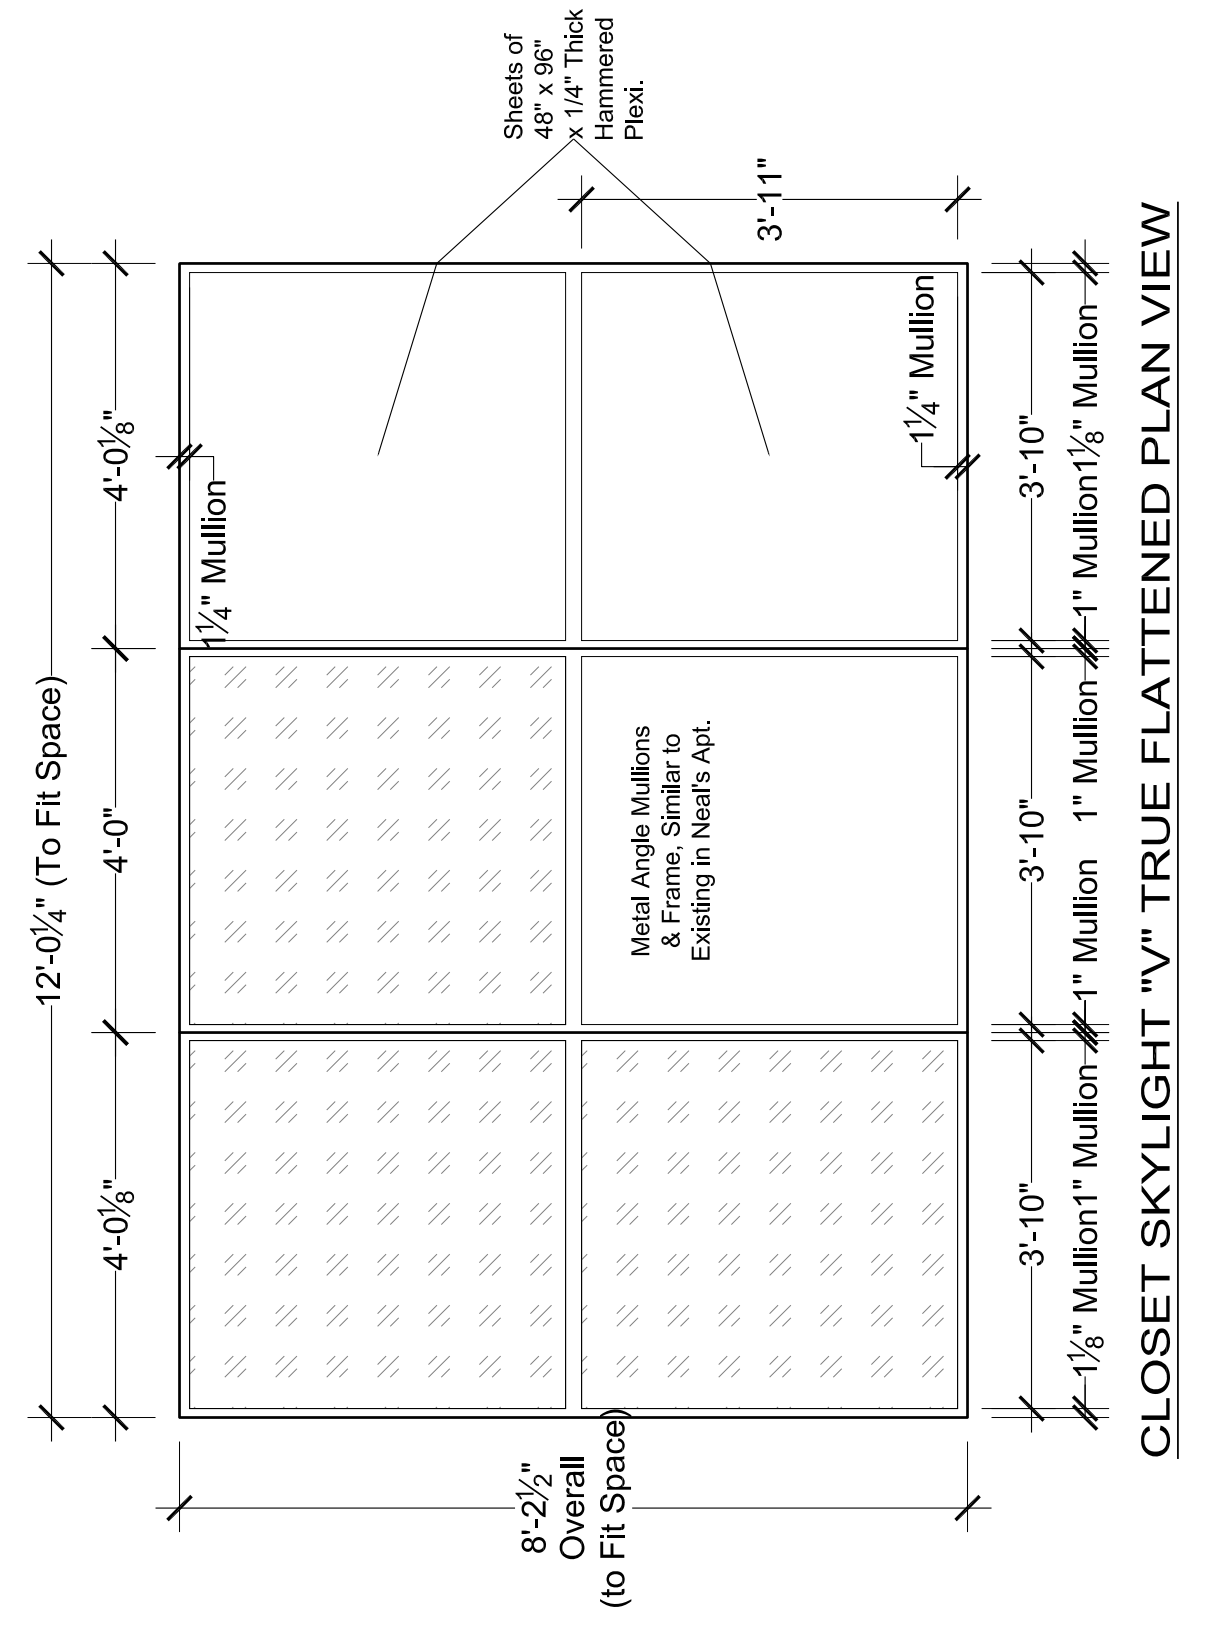 12'-0¼" (To Fit Space)
4'-0⅛"
4'-0"
4'-0⅛"
1¼" Mullion
Sheets of
48" x 96"
x 1/4" Thick
Hammered
Plexi.
8'-2½"
Overall
(to Fit Space)
Metal Angle Mullions
& Frame, Similar to
Existing in Neal's Apt.
3'-11"
1¼" Mullion
3'-10"
3'-10"
3'-10"
1⅛" Mullion
1" Mullion
1" Mullion
1" Mullion
1" Mullion
1⅛" Mullion
CLOSET SKYLIGHT "V" TRUE FLATTENED PLAN VIEW